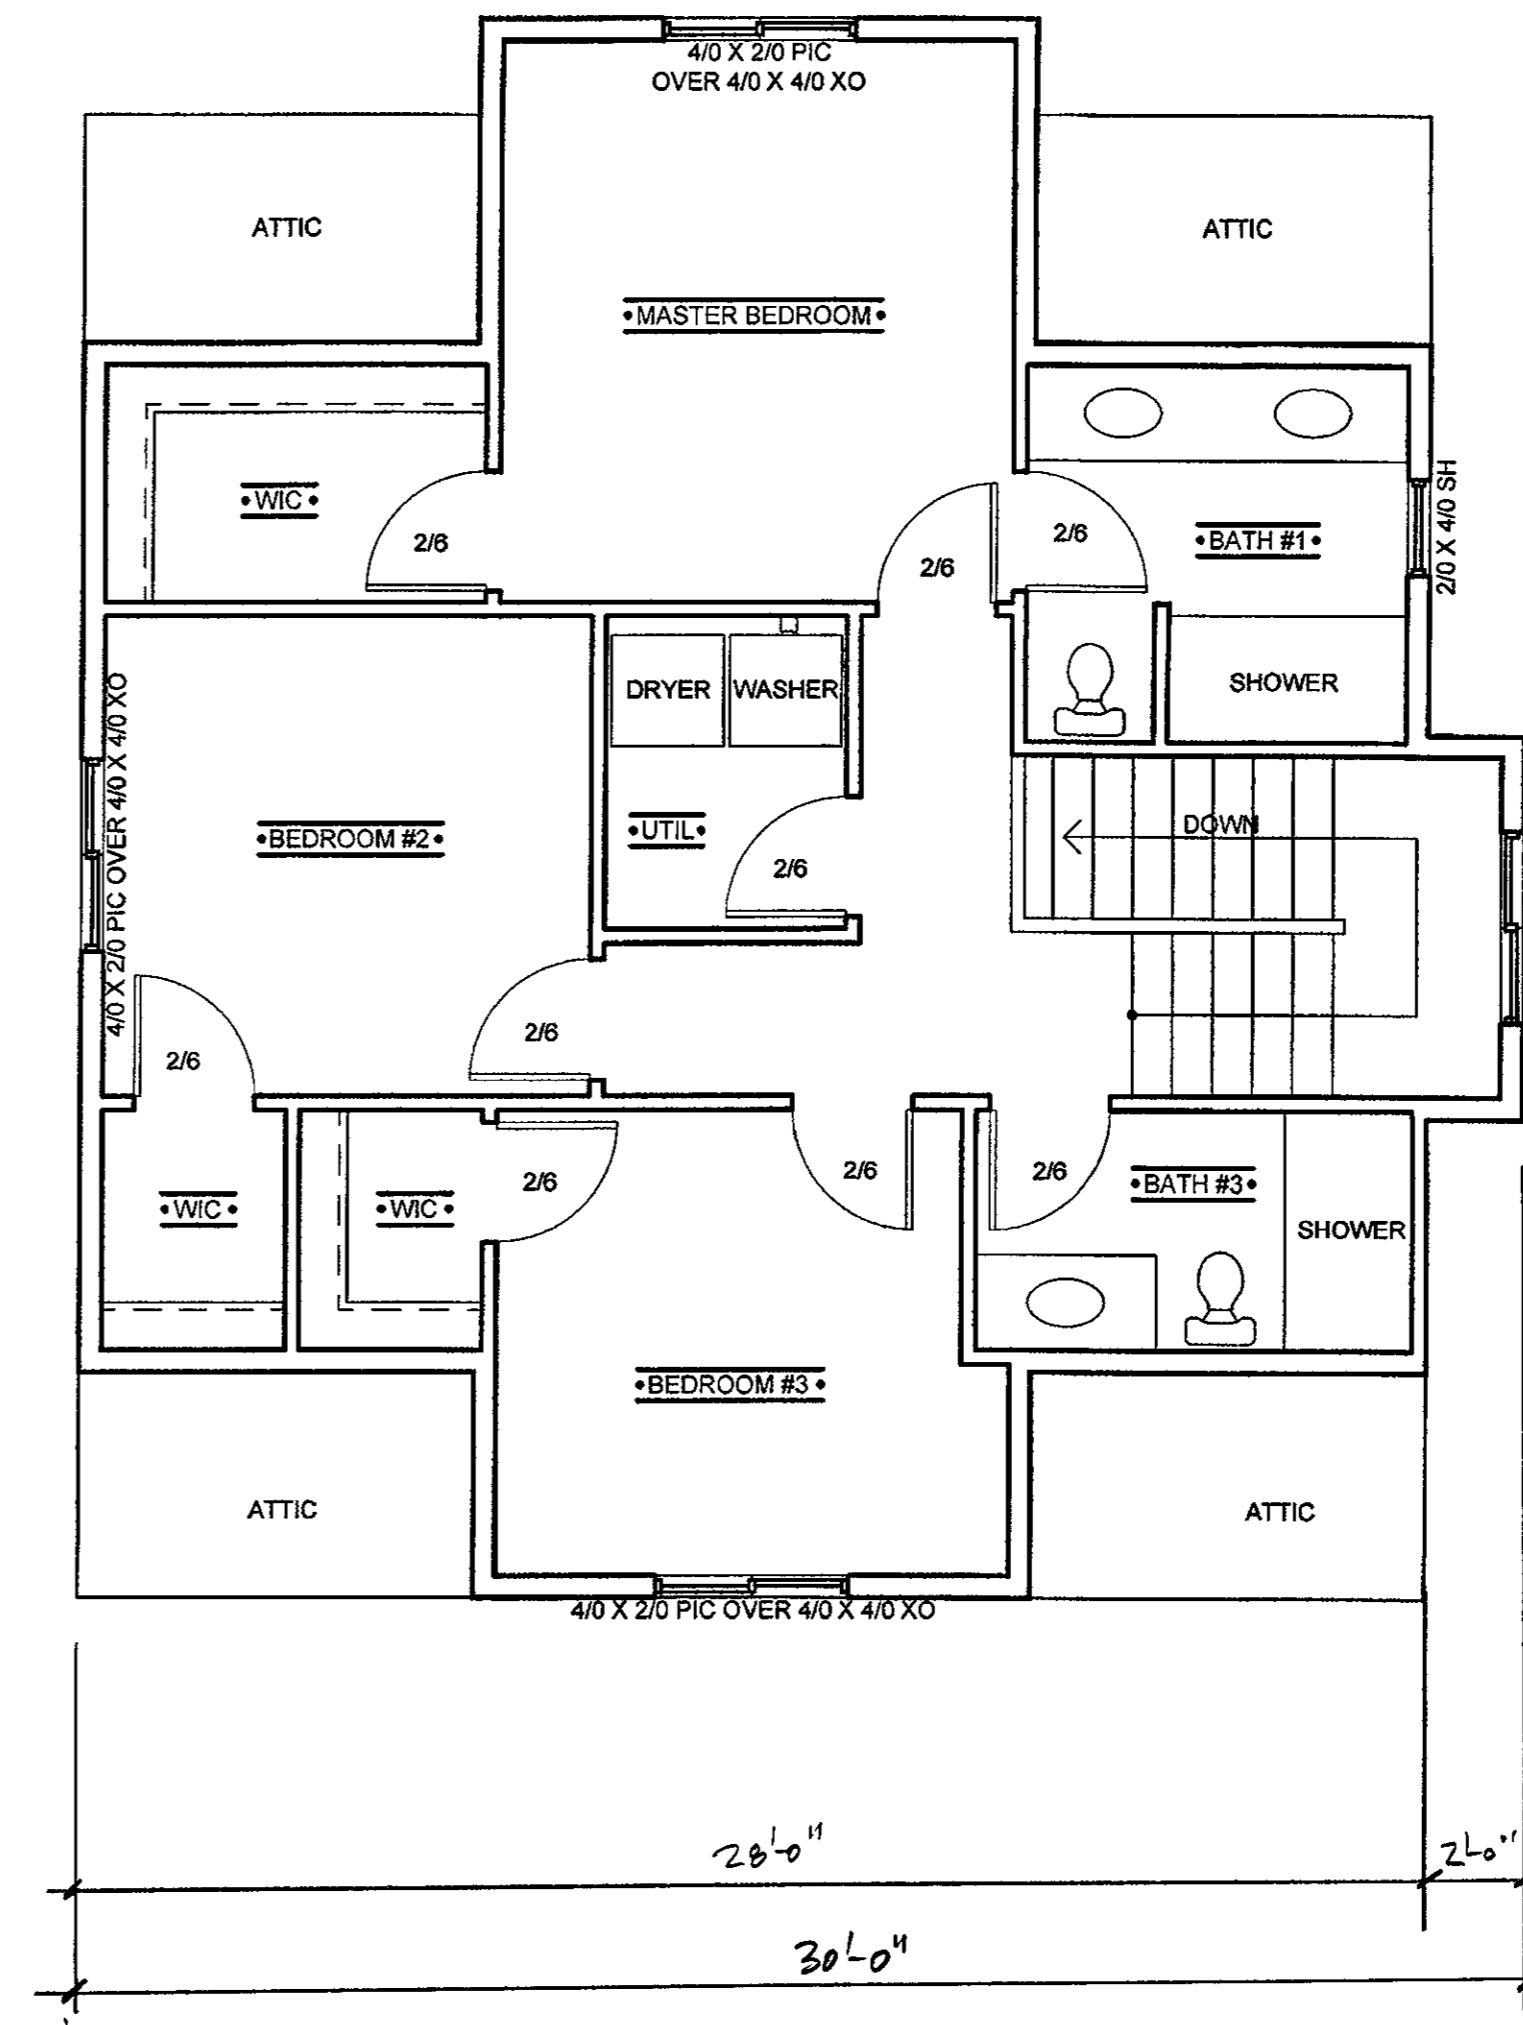 4/0 X 2/0 PIC
OVER 4/0 X 4/0 XO
ATTIC
ATTIC
•MASTER BEDROOM•
•WIC•
2/6
2/6
2/6
•BATH #1•
2/0 X 4/0 SH
DRYER
WASHER
SHOWER
4/0 X 2/0 PIC OVER 4/0 X 4/0 XO
•BEDROOM #2•
•UTIL•
DOWN
2/6
2/6
2/6
•WIC•
•WIC•
2/6
2/6
2/6
•BATH #3•
SHOWER
•BEDROOM #3•
ATTIC
ATTIC
4/0 X 2/0 PIC OVER 4/0 X 4/0 XO
28'-0"
2'-0"
30'-0"